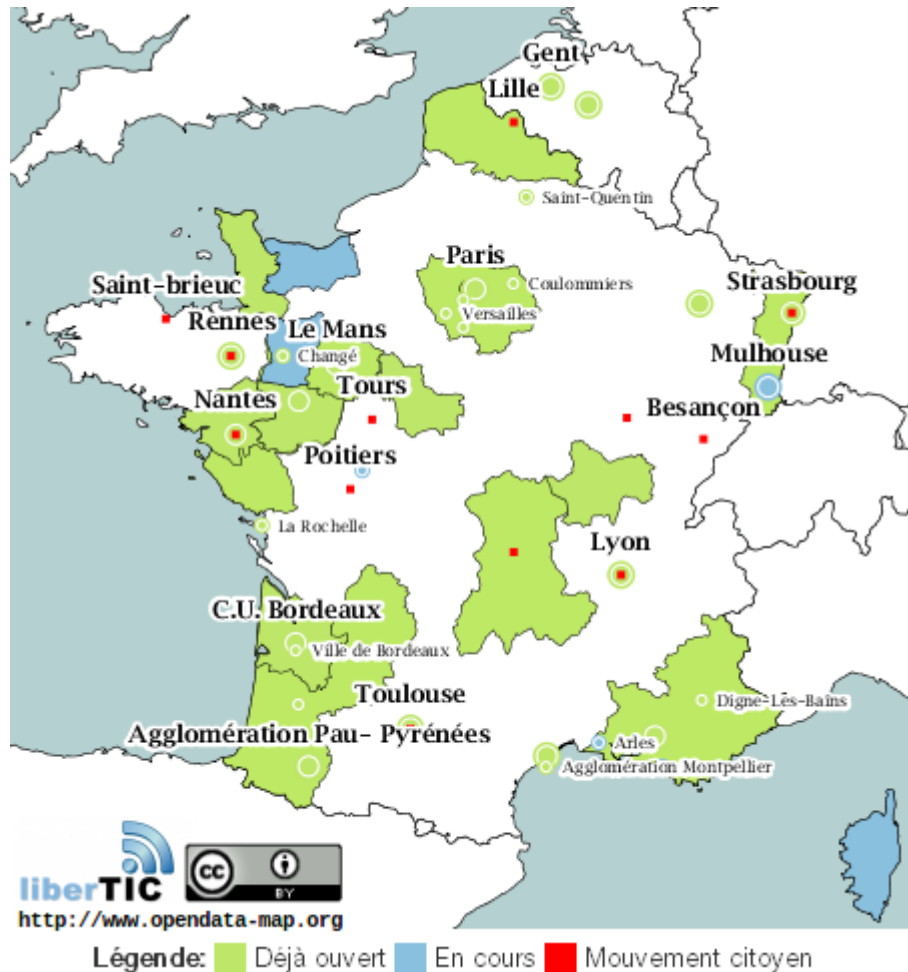 Gent
Lille
Saint-Quentin
Paris
Coulommiers
Versailles
Strasbourg
Saint-brieuc
Rennes
Le Mans
Changé
Mulhouse
Tours
Nantes
Besançon
Poitiers
La Rochelle
Lyon
C.U. Bordeaux
Ville de Bordeaux
Toulouse
Digne-Lès-Bains
Agglomération Pau- Pyrénées
Arles
Agglomération Montpellier
liberTIC
cc
BY
http://www.opendata-map.org
Légende: Déjà ouvert En cours Mouvement citoyen